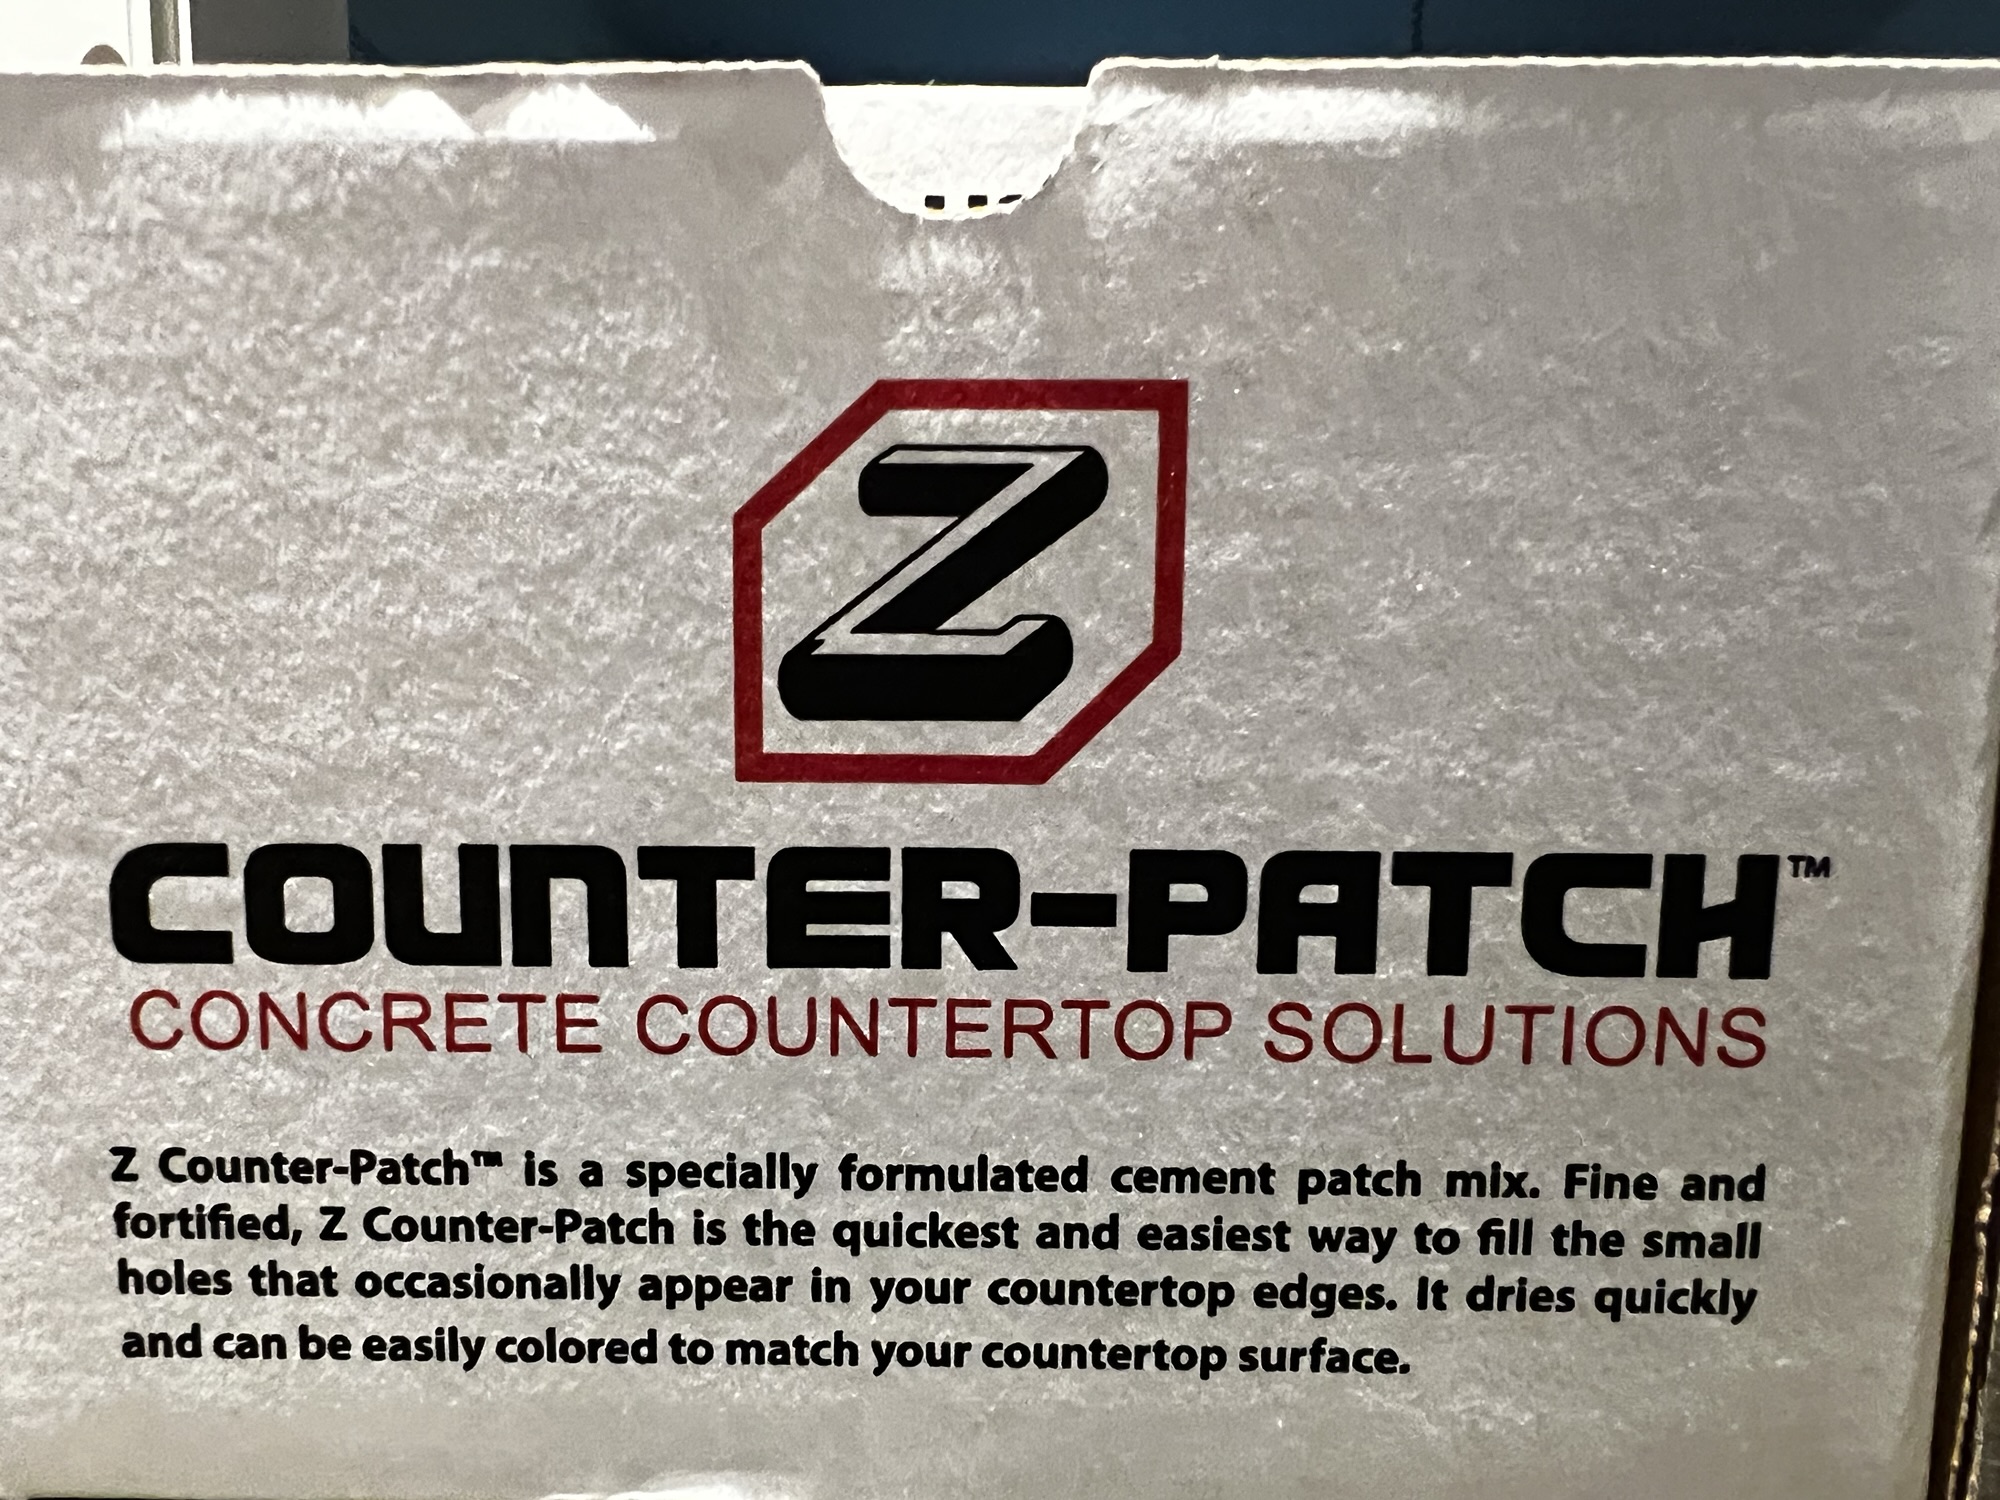 Z
COUNTER-PATCH™
CONCRETE COUNTERTOP SOLUTIONS
Z Counter-Patch™ is a specially formulated cement patch mix. Fine and
fortified, Z Counter-Patch is the quickest and easiest way to fill the small
holes that occasionally appear in your countertop edges. It dries quickly
and can be easily colored to match your countertop surface.